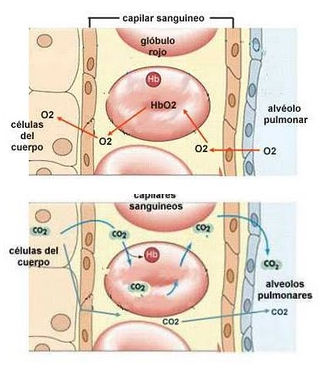 capilar sanguineo
glóbulo
rojo
Hb
HbO2
alvéolo
pulmonar
O2
células
del
cuerpo
O2
O2
O2
capilares
sanguineos
CO2
CO2
CO2
células del
cuerpo
Hb
CO2
CO2
alveolos
pulmonares
CO2
CO2